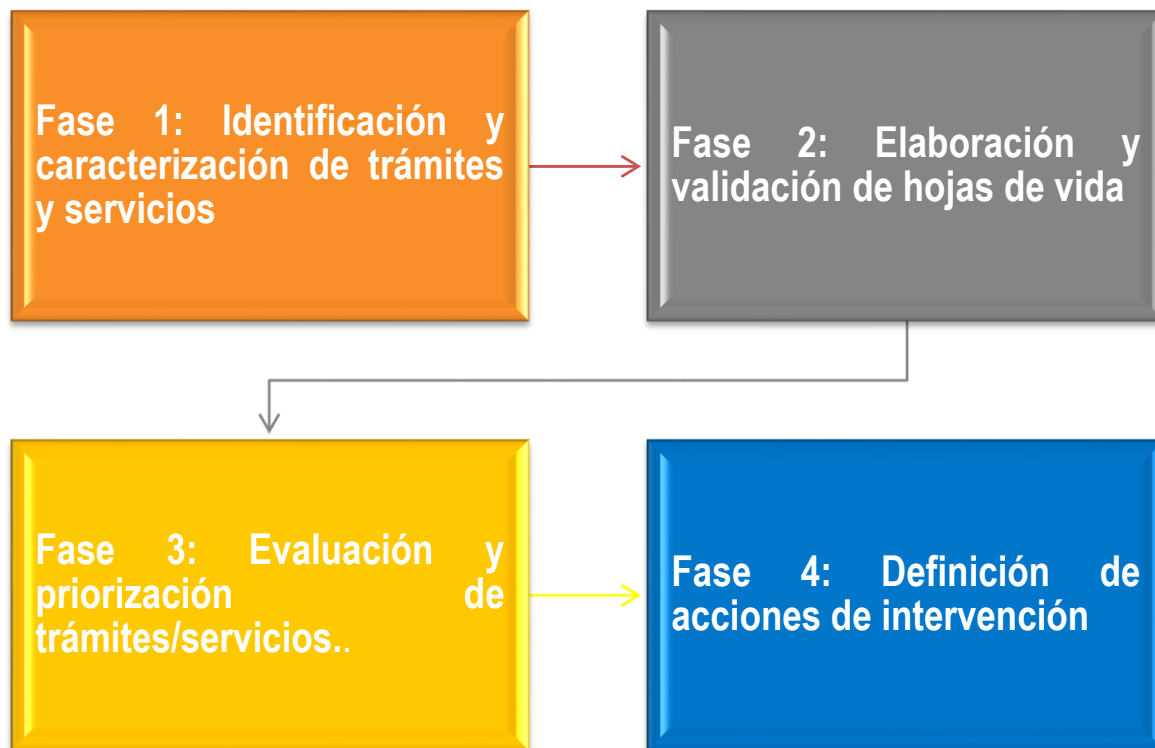 Fase 1: Identificación y
caracterización de trámites
y servicios
Fase 2: Elaboración y
validación de hojas de vida
Fase 3: Evaluación y
priorización de
trámites/servicios..
Fase 4: Definición de
acciones de intervención